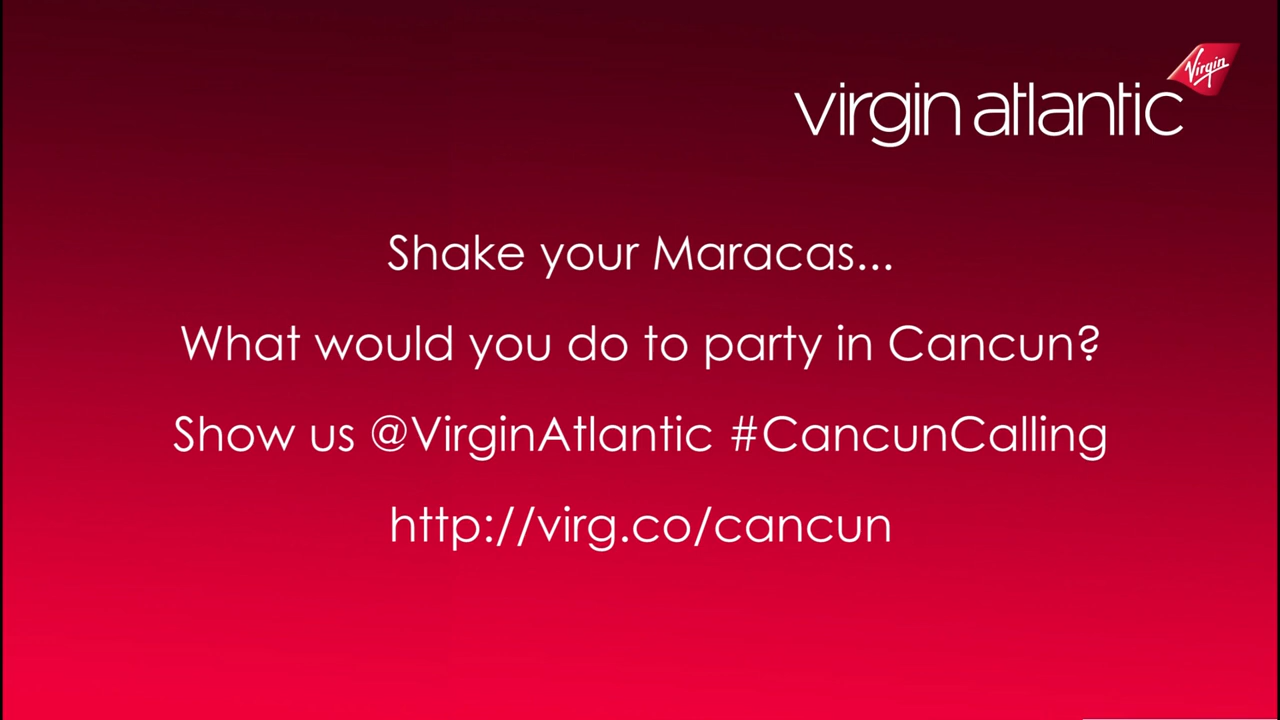 Virgin
virgin atlantic
Shake your Maracas...
What would you do to party in Cancun?
Show us @VirginAtlantic #CancunCalling
http://virg.co/cancun